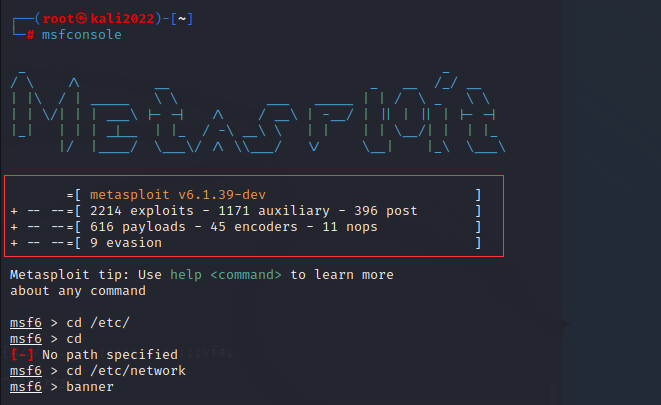 ┌──(root㉿kali2022)-[~]
└─# msfconsole
METASPLOIT
=[ metasploit v6.1.39-dev ]
+ -- --=[ 2214 exploits - 1171 auxiliary - 396 post ]
+ -- --=[ 616 payloads - 45 encoders - 11 nops ]
+ -- --=[ 9 evasion ]
Metasploit tip: Use help <command> to learn more
about any command
msf6 > cd /etc/
msf6 > cd
[-] No path specified
msf6 > cd /etc/network
msf6 > banner